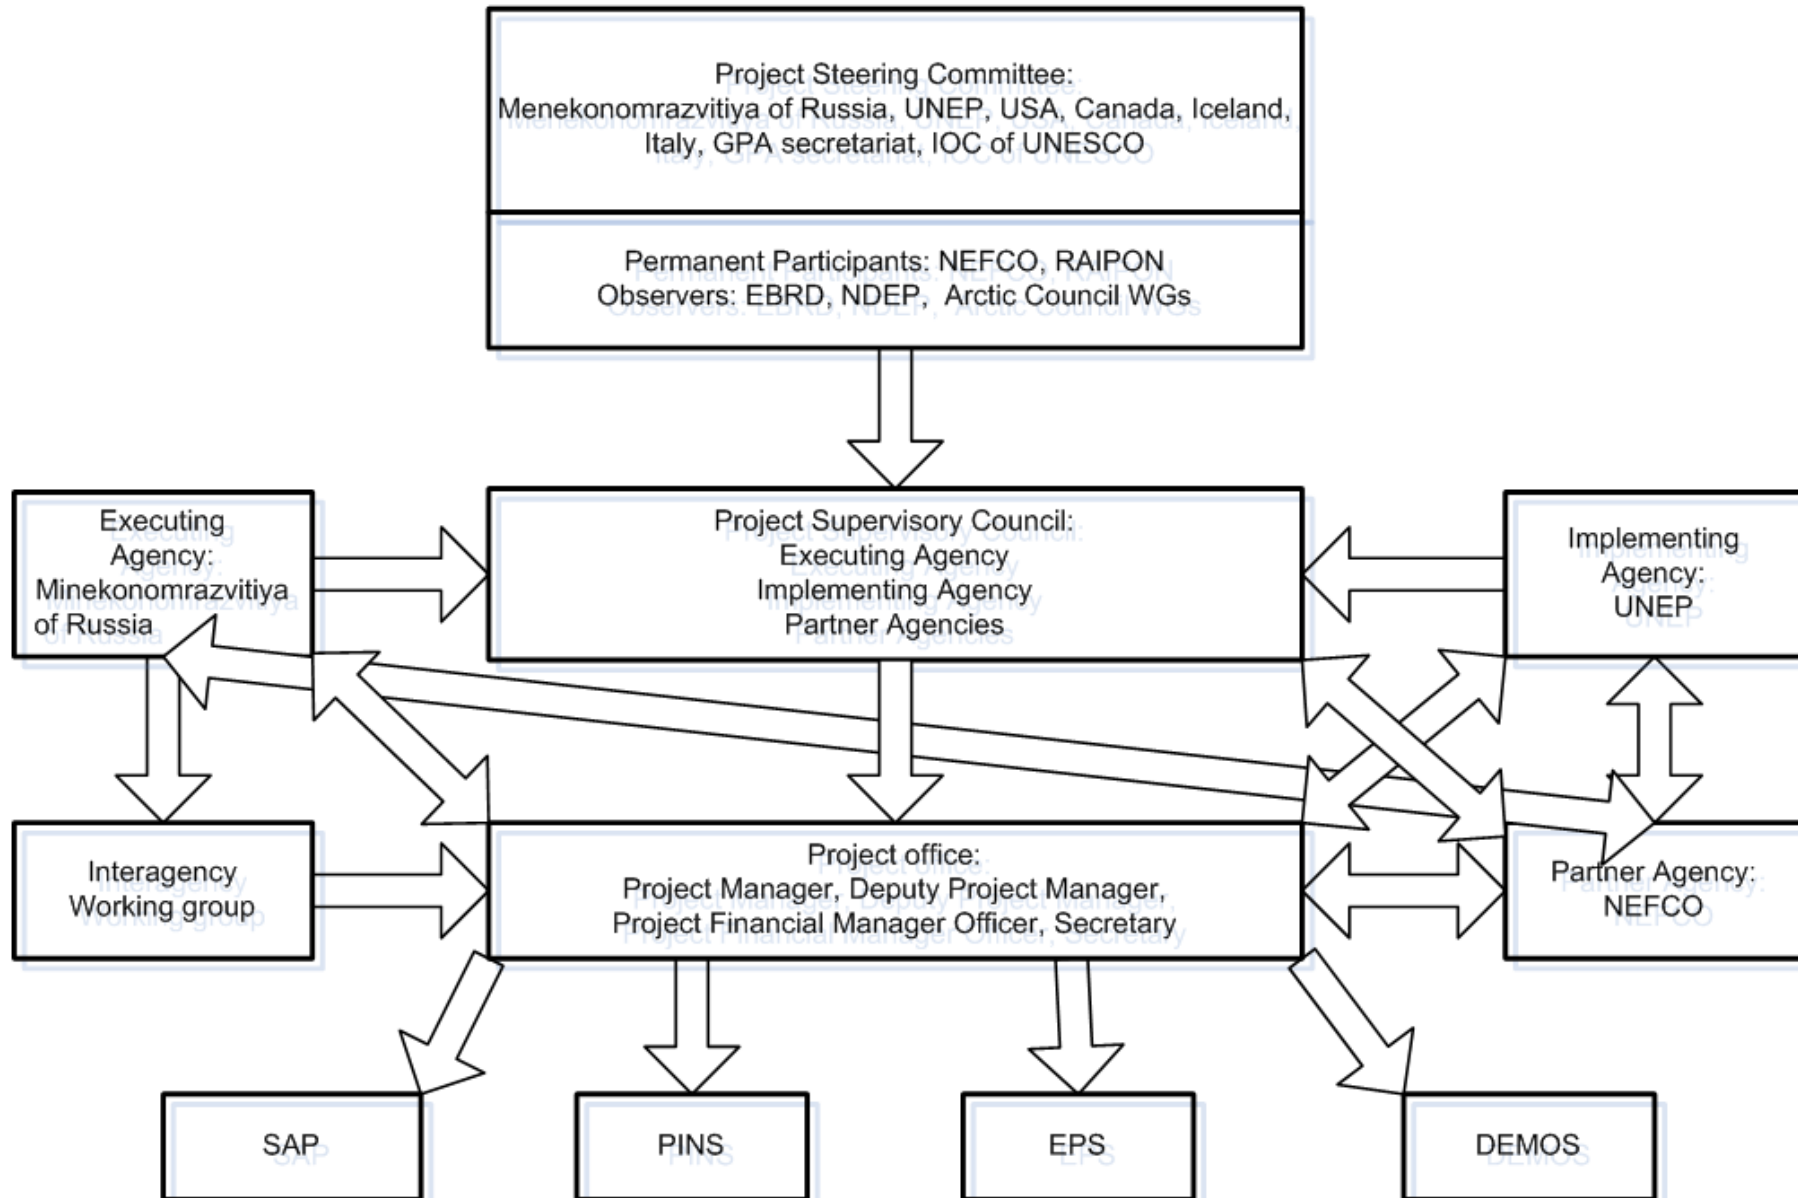 Project Steering Committee:
Menekonomrazvitiya of Russia, UNEP, USA, Canada, Iceland,
Italy, GPA secretariat, IOC of UNESCO
Permanent Participants: NEFCO, RAIPON
Observers: EBRD, NDEP, Arctic Council WGs
Executing
Agency:
Minekonomrazvitiya
of Russia
Project Supervisory Council:
Executing Agency
Implementing Agency
Partner Agencies
Implementing
Agency:
UNEP
Interagency
Working group
Project office:
Project Manager, Deputy Project Manager,
Project Financial Manager Officer, Secretary
Partner Agency:
NEFCO
SAP
PINS
EPS
DEMOS